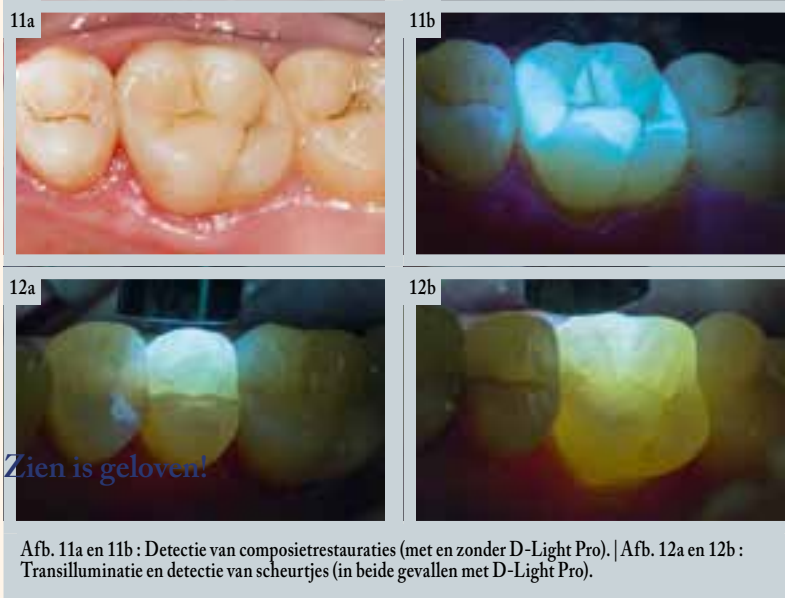 11a
11b
12a
12b
Zien is geloven!
Afb. 11a en 11b : Detectie van composietrestauraties (met en zonder D-Light Pro). | Afb. 12a en 12b :
Transilluminatie en detectie van scheurtjes (in beide gevallen met D-Light Pro).